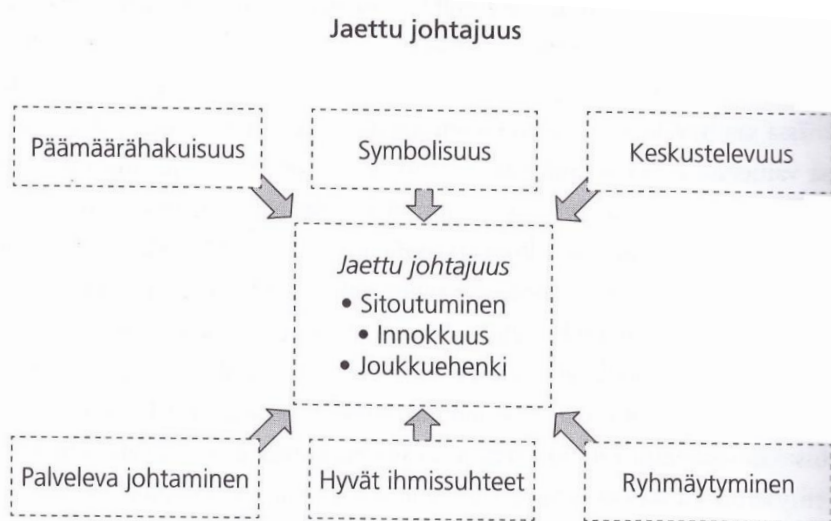 Jaettu johtajuus
Päämäärähakuisuus
Symbolisuus
Keskustelevuus
Jaettu johtajuus
• Sitoutuminen
• Innokkuus
• Joukkuehenki
Palveleva johtaminen
Hyvät ihmissuhteet
Ryhmäytyminen